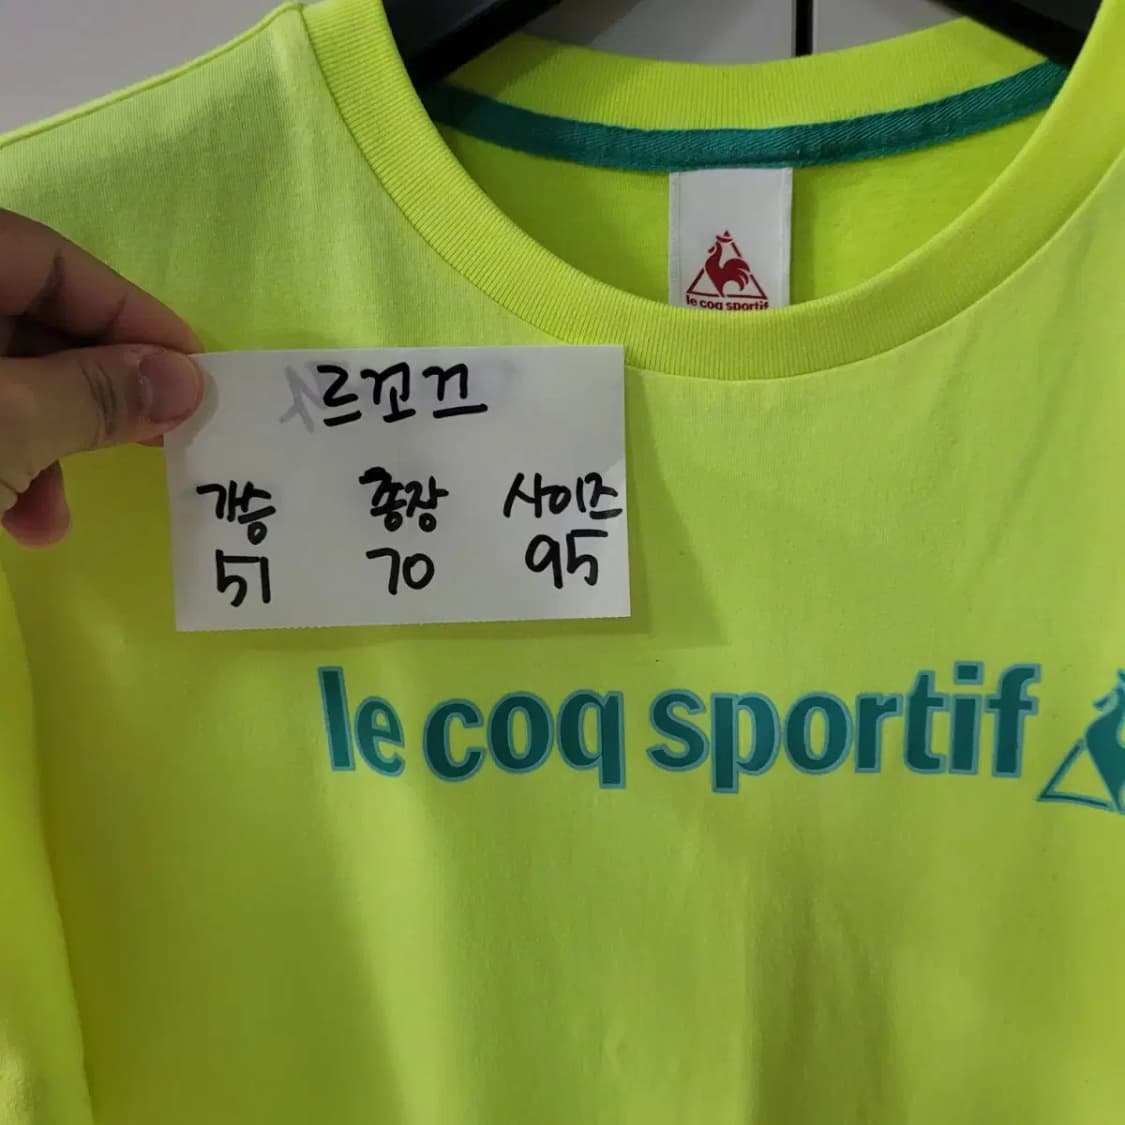 le coq sportif
르꼬끄
가슴 총장 사이즈
51 70 95
le coq sportif